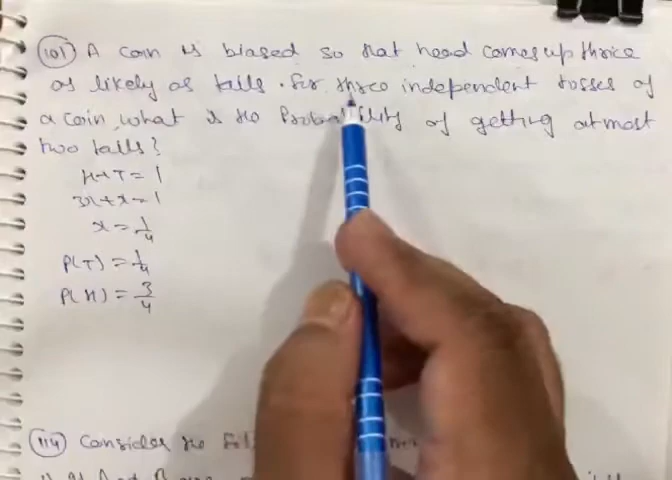 101 A coin is biased so that head comes up thrice
as likely as tails. For three independent tosses of
a coin, what is the Probability of getting atmost
two tails?
H+T = 1
3x+x = 1
x = 1/4
P(T) = 1/4
P(H) = 3/4
114 Consider the